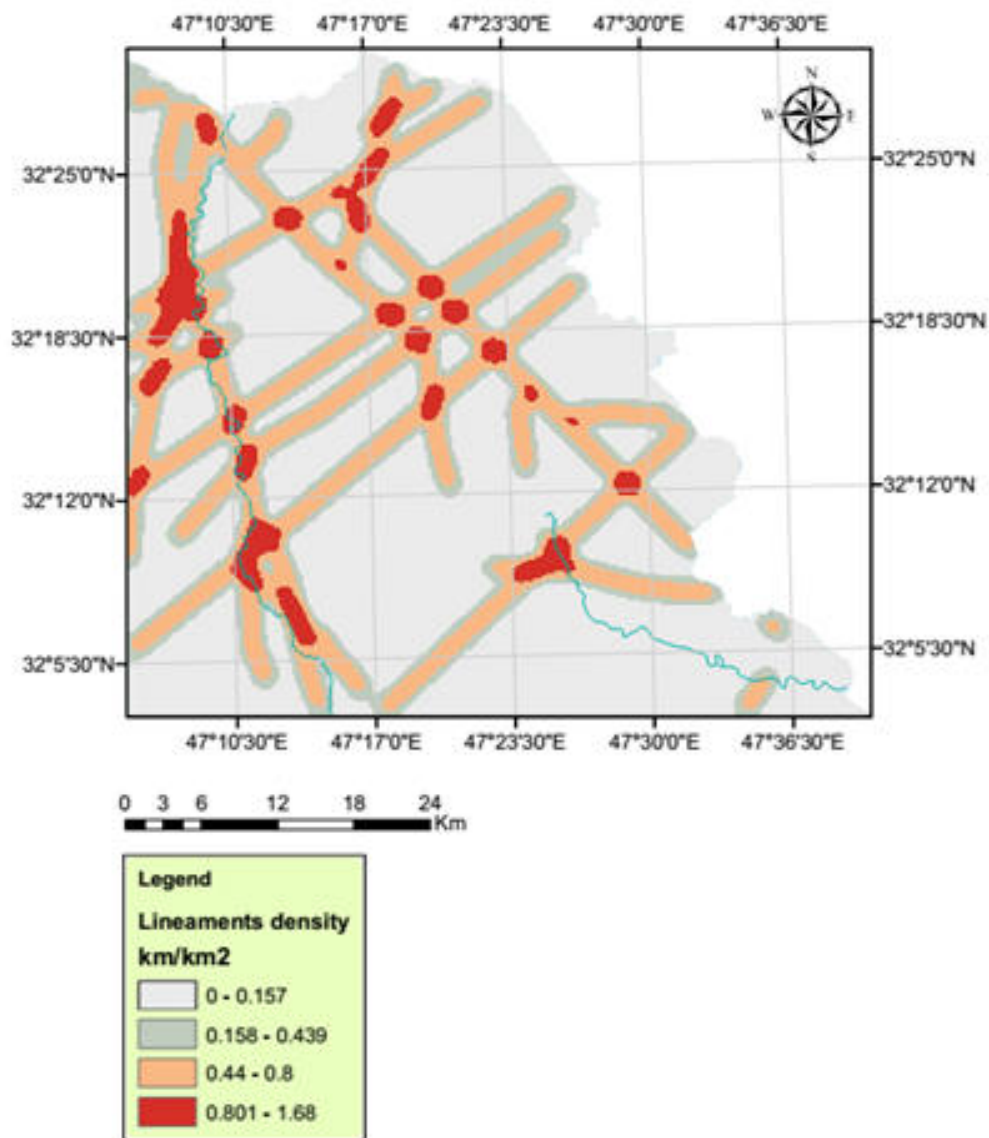 47°10'30"E 47°17'0"E 47°23'30"E 47°30'0"E 47°36'30"E
N
W E
S
32°25'0"N 32°25'0"N
32°18'30"N 32°18'30"N
32°12'0"N 32°12'0"N
32°5'30"N 32°5'30"N
47°10'30"E 47°17'0"E 47°23'30"E 47°30'0"E 47°36'30"E
0 3 6 12 18 24
Km
Legend
Lineaments density
km/km2
0 - 0.157
0.158 - 0.439
0.44 - 0.8
0.801 - 1.68